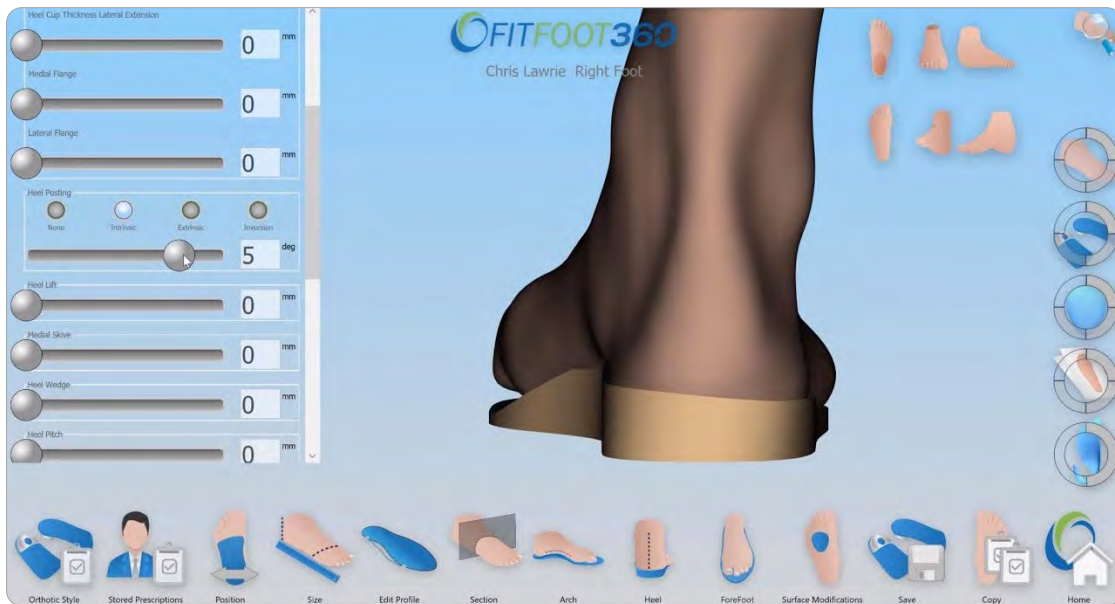 Heel Cup Thickness Lateral Extension
0 mm
Medial Flange
0 mm
Lateral Flange
0 mm
Heel Posting
None Intrinsic Extrinsic Inversion
5 deg
Heel Lift
0 mm
Medial Skive
0 mm
Heel Wedge
0 mm
Heel Pitch
0 mm
FITFOOT360
Chris Lawrie Right Foot
Orthotic Style Stored Prescriptions Position Size Edit Profile Section Arch Heel ForeFoot Surface Modifications Save Copy Home